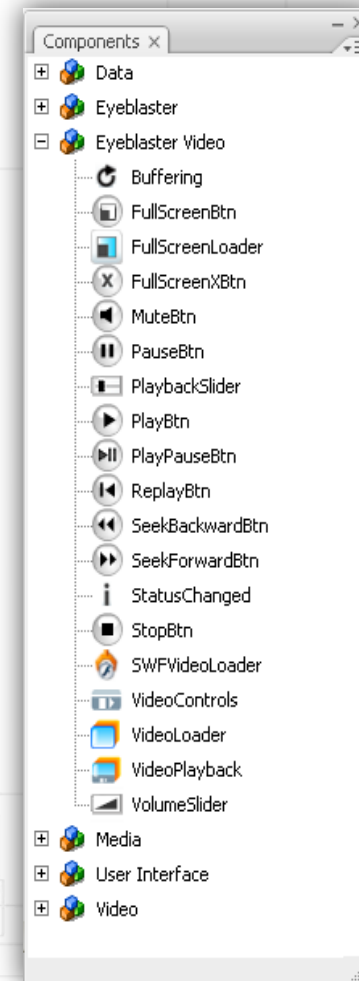 Components
Data
Eyeblaster
Eyeblaster Video
Buffering
FullScreenBtn
FullScreenLoader
FullScreenXBtn
MuteBtn
PauseBtn
PlaybackSlider
PlayBtn
PlayPauseBtn
ReplayBtn
SeekBackwardBtn
SeekForwardBtn
StatusChanged
StopBtn
SWFVideoLoader
VideoControls
VideoLoader
VideoPlayback
VolumeSlider
Media
User Interface
Video